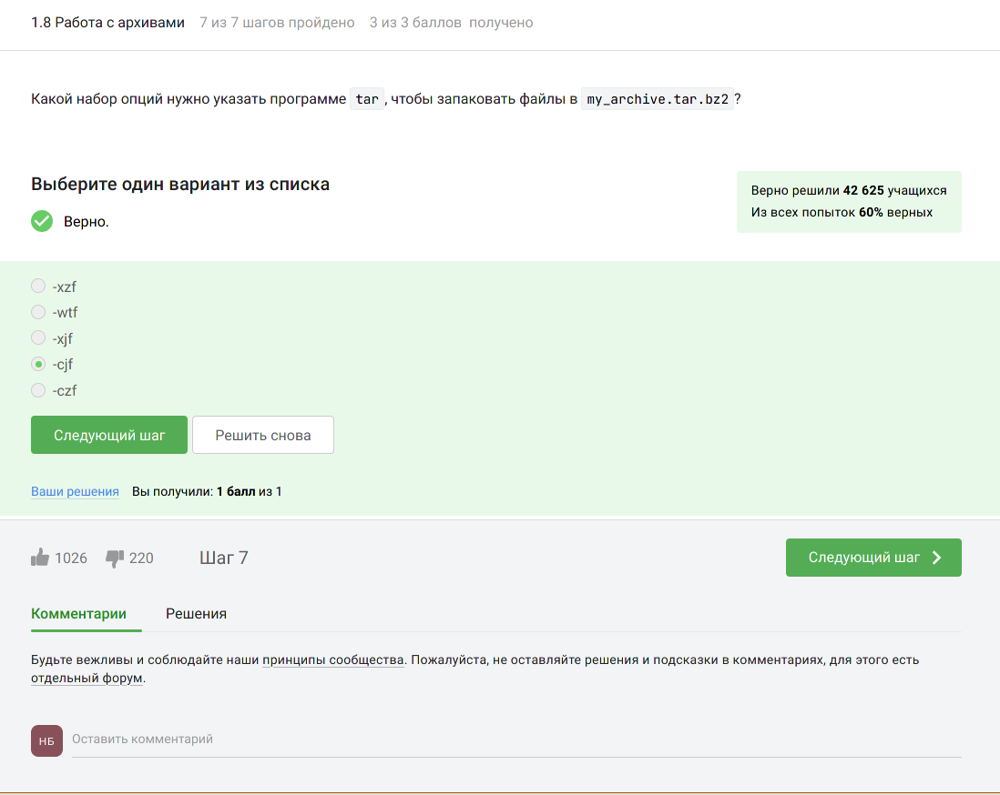 1.8 Работа с архивами 7 из 7 шагов пройдено 3 из 3 баллов получено
Какой набор опций нужно указать программе tar, чтобы запаковать файлы в my_archive.tar.bz2?
Выберите один вариант из списка
Верно.
Верно решили 42 625 учащихся
Из всех попыток 60% верных
-xzf
-wtf
-xjf
-cjf
-czf
Следующий шаг Решить снова
Ваши решения Вы получили: 1 балл из 1
1026 220 Шаг 7 Следующий шаг
Комментарии Решения
Будьте вежливы и соблюдайте наши принципы сообщества. Пожалуйста, не оставляйте решения и подсказки в комментариях, для этого есть
отдельный форум.
НБ Оставить комментарий